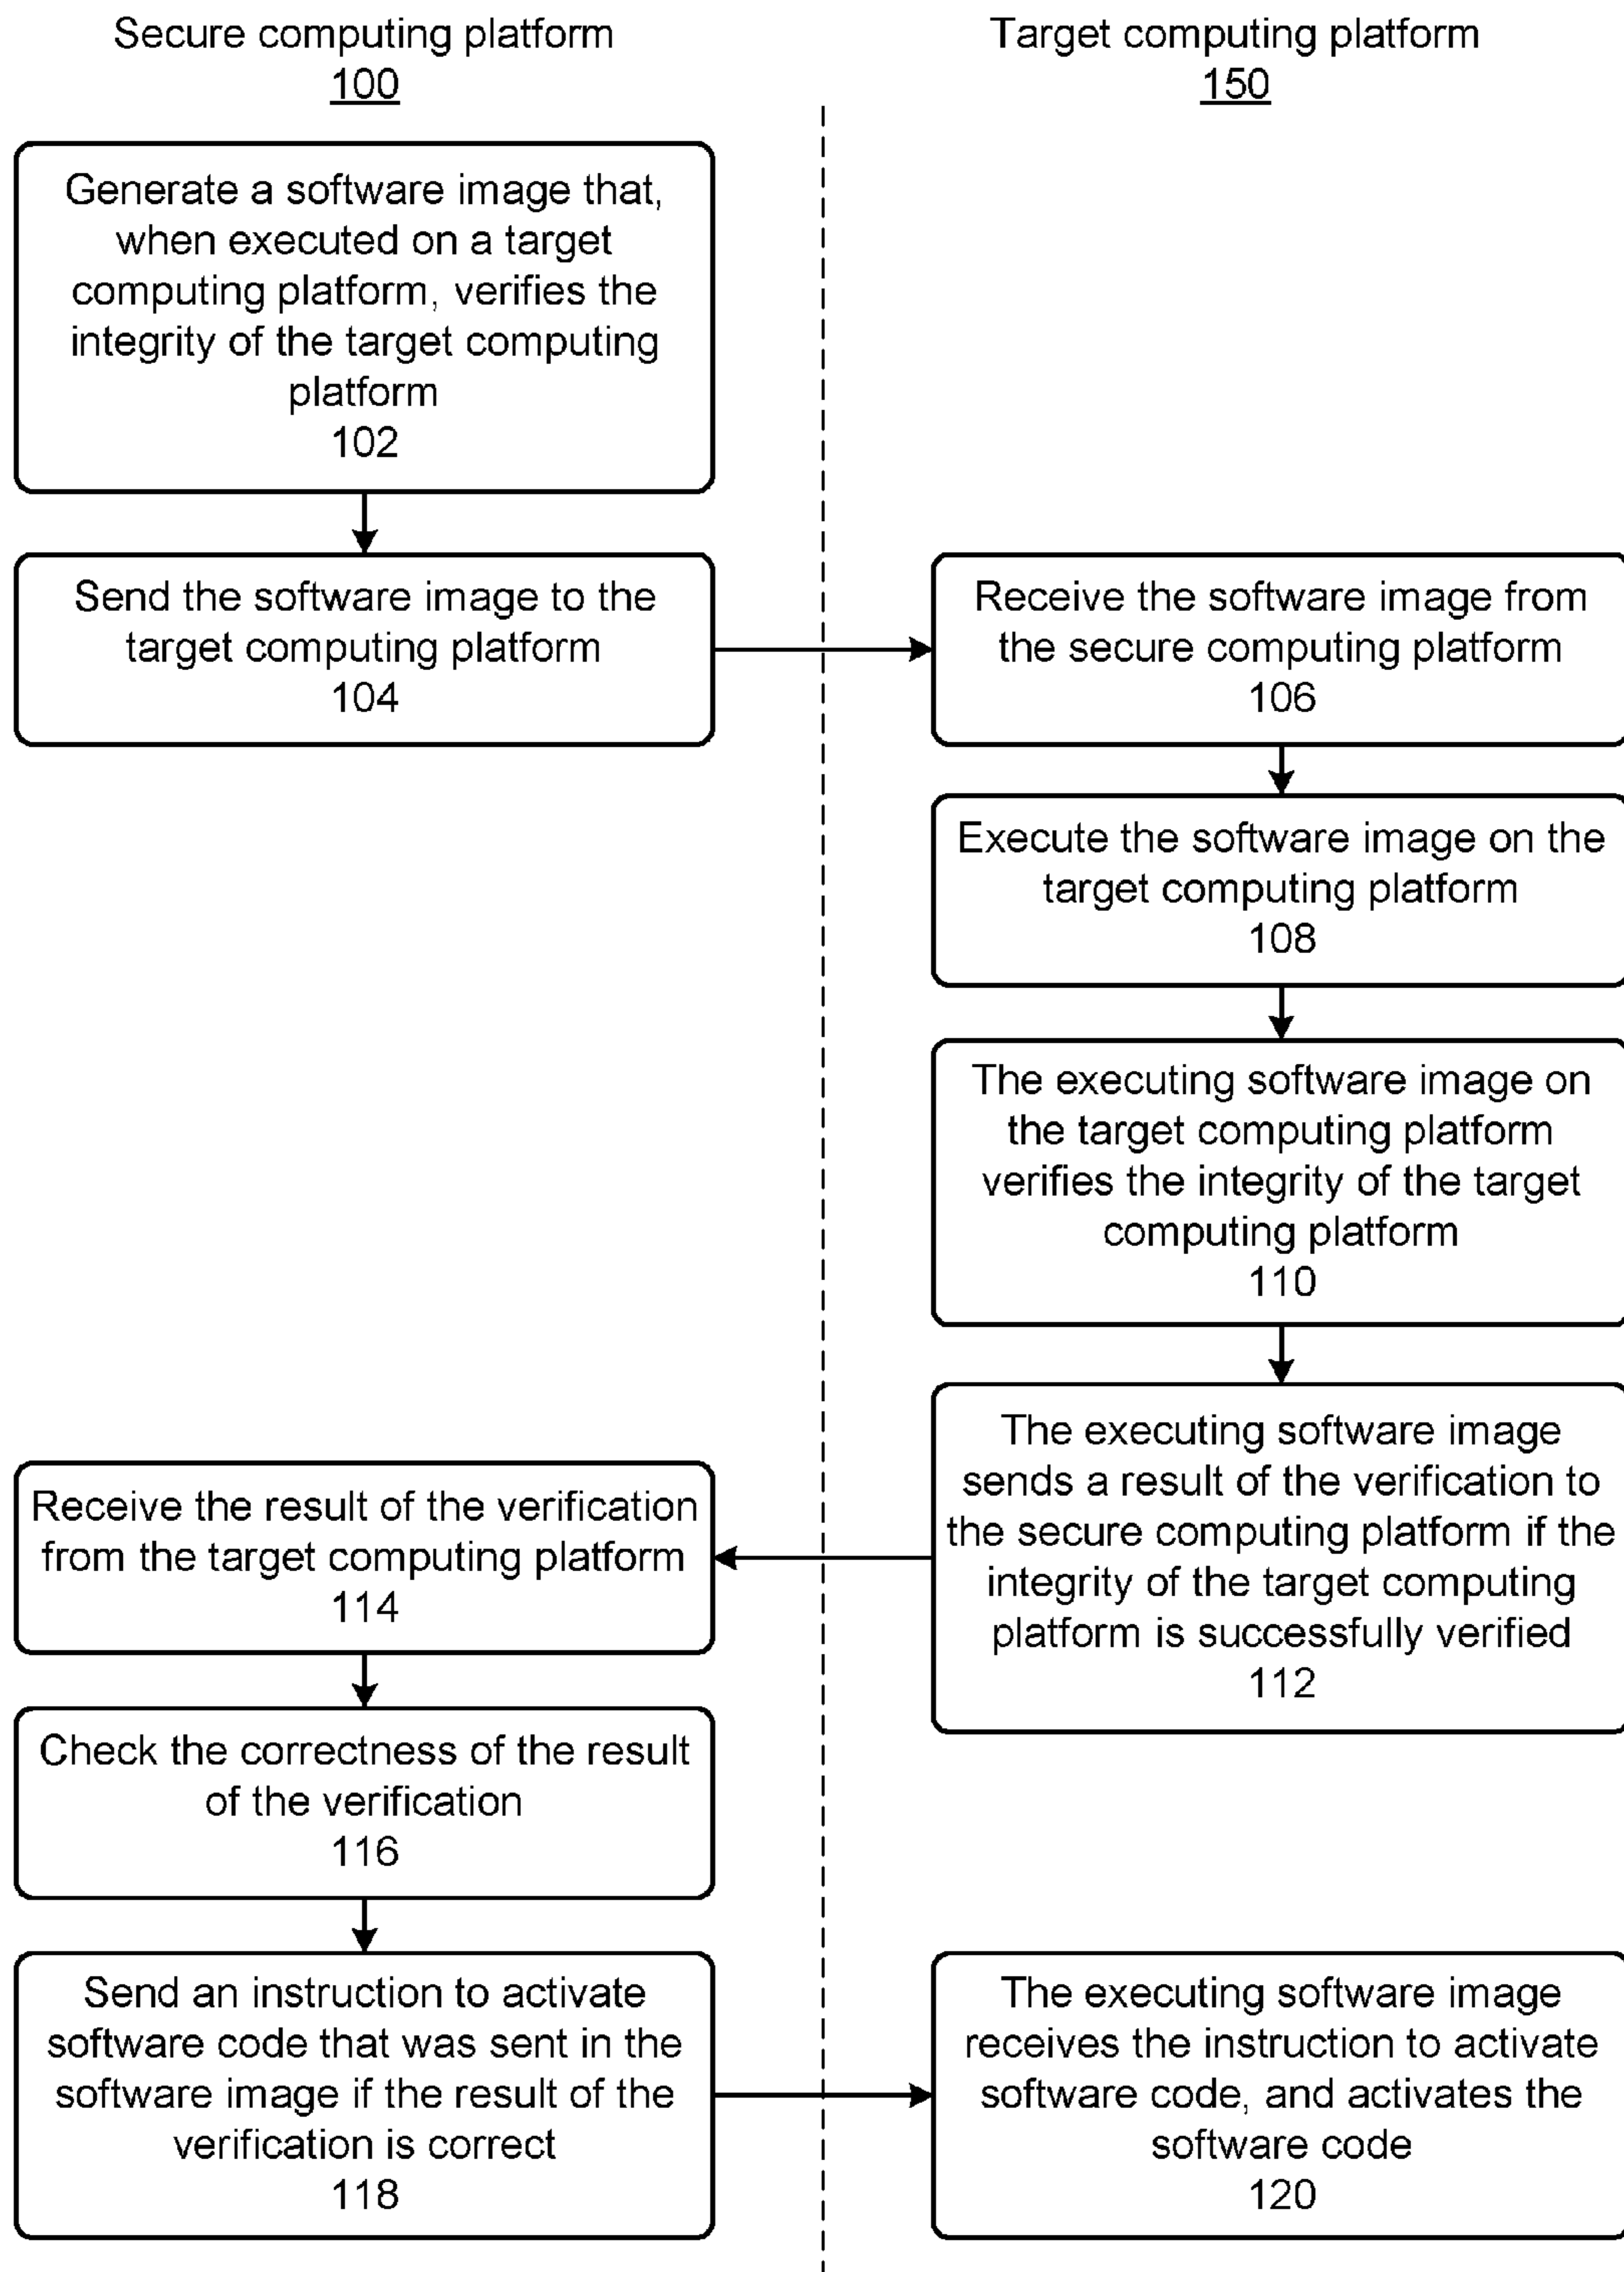 Secure computing platform
100
Target computing platform
150
Generate a software image that,
when executed on a target
computing platform, verifies the
integrity of the target computing
platform
102
Send the software image to the
target computing platform
104
Receive the software image from
the secure computing platform
106
Execute the software image on the
target computing platform
108
The executing software image on
the target computing platform
verifies the integrity of the target
computing platform
110
The executing software image
sends a result of the verification to
the secure computing platform if the
integrity of the target computing
platform is successfully verified
112
Receive the result of the verification
from the target computing platform
114
Check the correctness of the result
of the verification
116
Send an instruction to activate
software code that was sent in the
software image if the result of the
verification is correct
118
The executing software image
receives the instruction to activate
software code, and activates the
software code
120